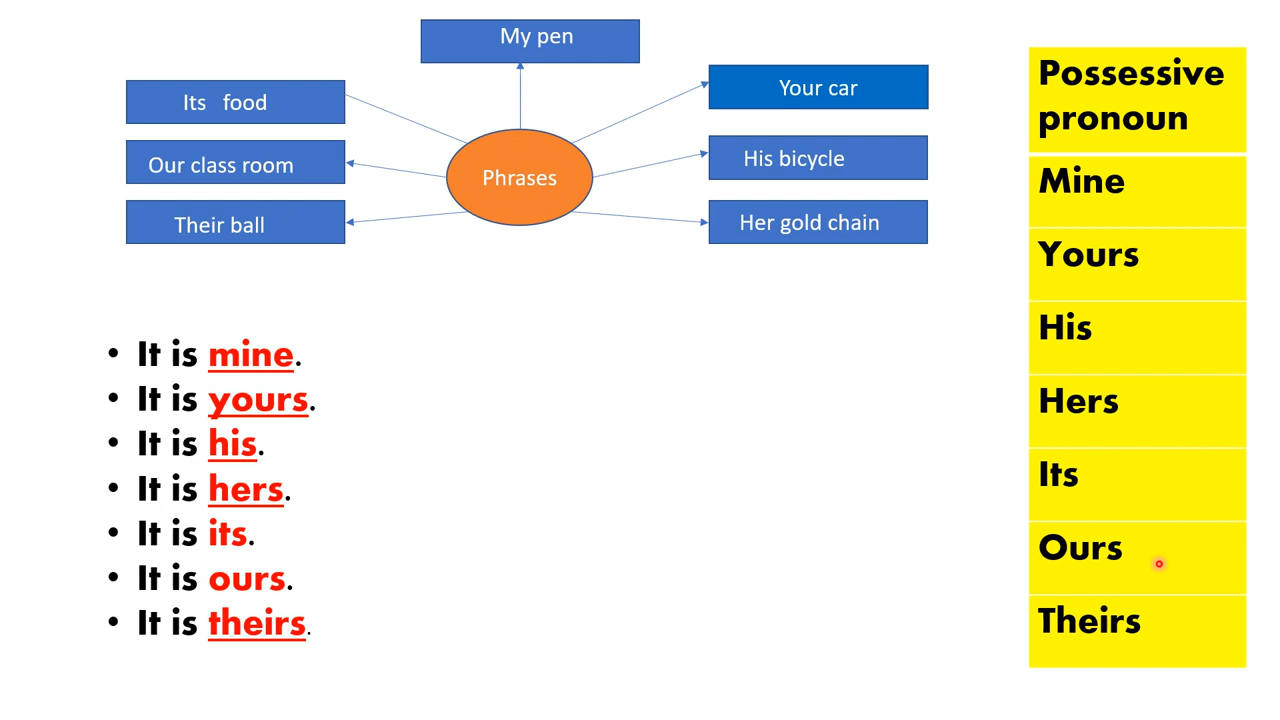 My pen
Its food
Your car
Our class room
Phrases
His bicycle
Their ball
Her gold chain
• It is mine.
• It is yours.
• It is his.
• It is hers.
• It is its.
• It is ours.
• It is theirs.
Possessive
pronoun
Mine
Yours
His
Hers
Its
Ours
Theirs